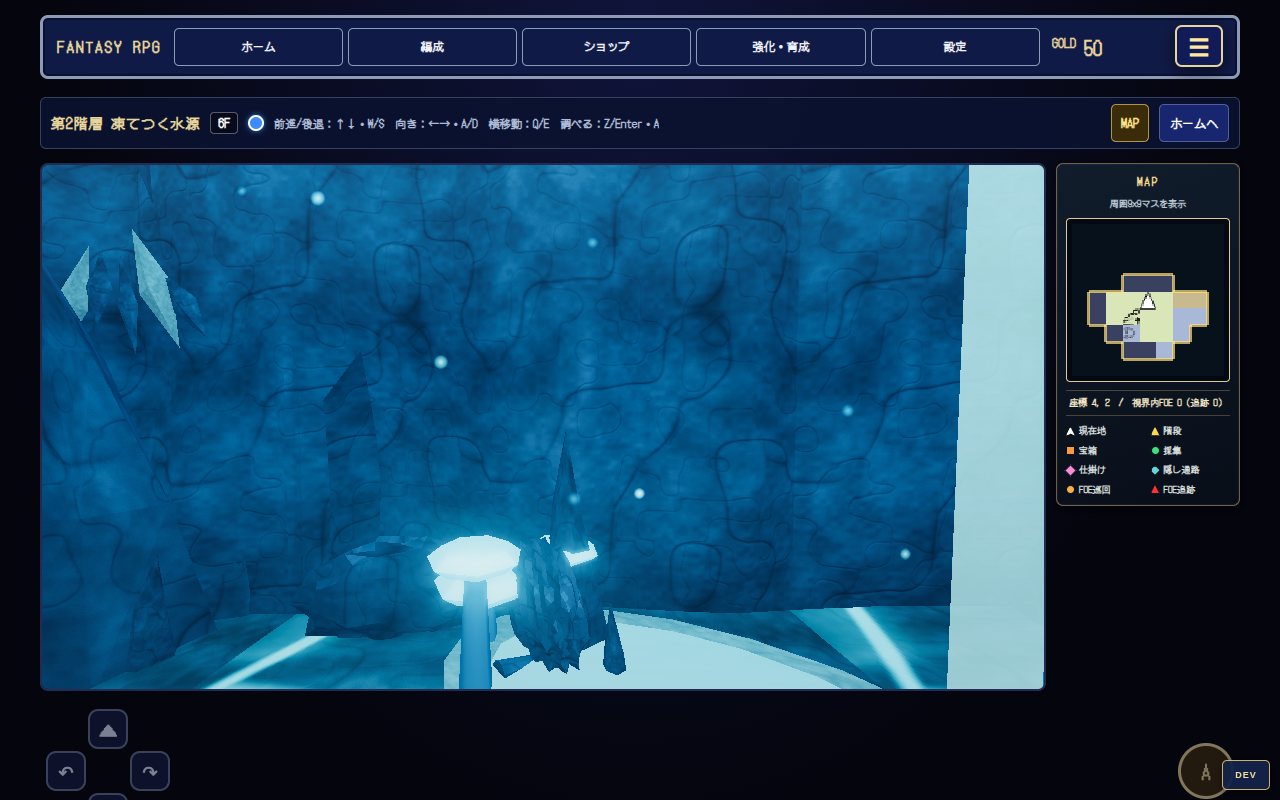 FANTASY RPG
ホーム
編成
ショップ
強化・育成
設定
GOLD 50
第2階層 凍てつく水源
6F
前進/後退：↑↓・W/S 向き：←→・A/D 横移動：Q/E 調べる：Z/Enter・A
MAP
ホームへ
MAP
周囲9x9マスを表示
座標 4, 2 / 視界内FOE 0 (追跡 0)
現在地
階段
宝箱
採集
仕掛け
隠し通路
FOE巡回
FOE追跡
A
DEV